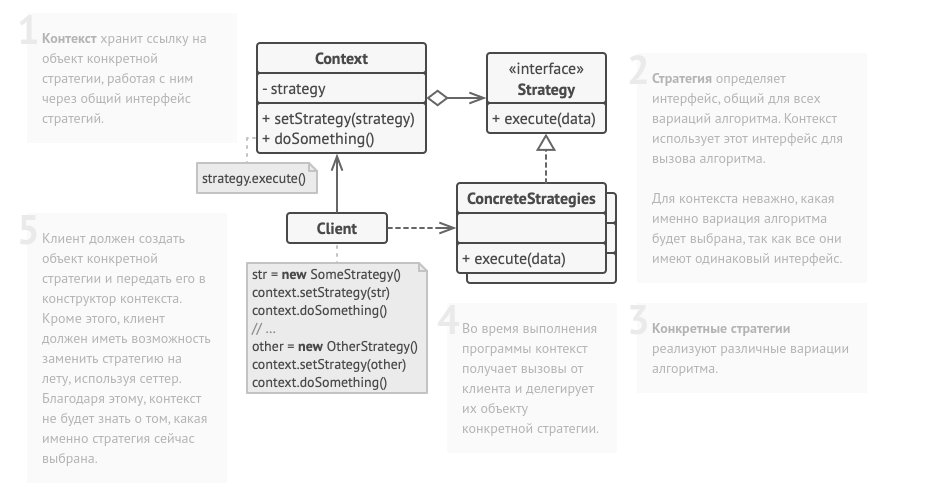 1
Контекст хранит ссылку на
объект конкретной
стратегии, работая с ним
через общий интерфейс
стратегий.
Context
- strategy
+ setStrategy(strategy)
+ doSomething()
strategy.execute()
«interface»
Strategy
+ execute(data)
2
Стратегия определяет
интерфейс, общий для всех
вариаций алгоритма. Контекст
использует этот интерфейс для
вызова алгоритма.
Для контекста неважно, какая
именно вариация алгоритма
будет выбрана, так как все они
имеют одинаковый интерфейс.
ConcreteStrategies
+ execute(data)
Client
str = new SomeStrategy()
context.setStrategy(str)
context.doSomething()
// ...
other = new OtherStrategy()
context.setStrategy(other)
context.doSomething()
3
Конкретные стратегии
реализуют различные вариации
алгоритма.
4
Во время выполнения
программы контекст
получает вызовы от
клиента и делегирует
их объекту
конкретной стратегии.
5
Клиент должен создать
объект конкретной
стратегии и передать его в
конструктор контекста.
Кроме этого, клиент
должен иметь возможность
заменить стратегию на
лету, используя сеттер.
Благодаря этому, контекст
не будет знать о том, какая
именно стратегия сейчас
выбрана.